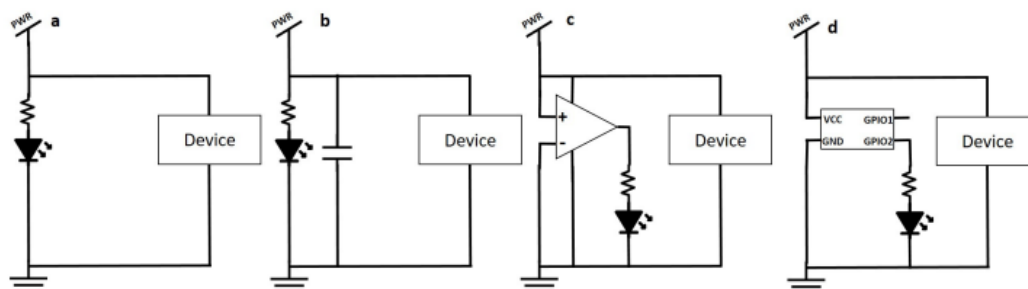 PWR a
Device
PWR b
Device
PWR c
+
-
Device
PWR d
VCC GPIO1
GND GPIO2
Device